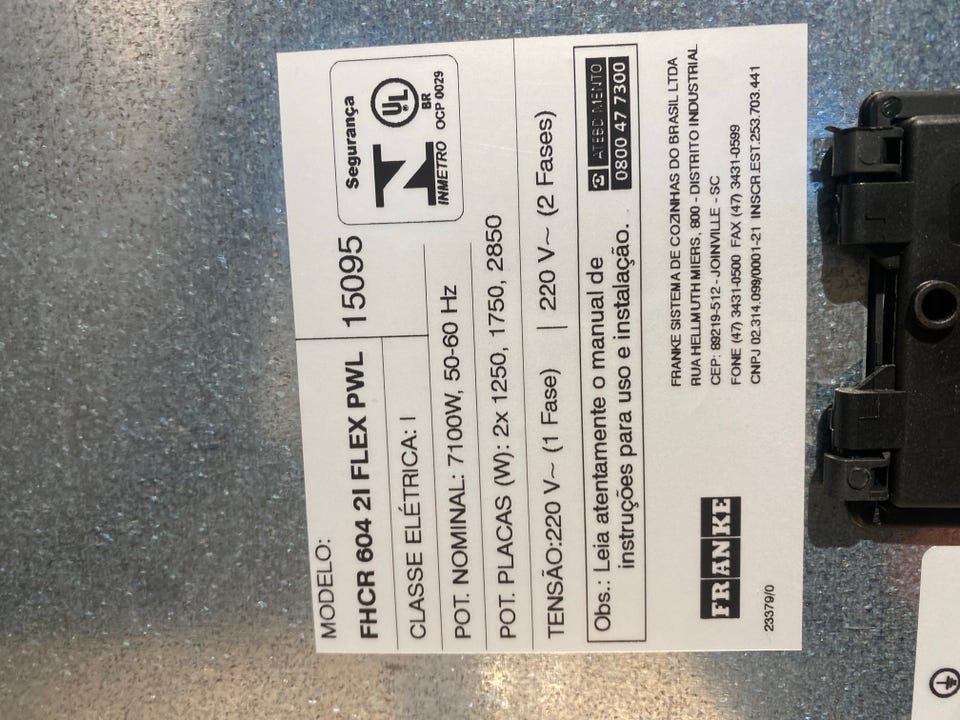 MODELO:
FHCR 604 2I FLEX PWL 15095
Segurança
UL
BR
N
INMETRO OCP 0029
CLASSE ELÉTRICA: I
POT. NOMINAL: 7100W, 50-60 Hz
POT. PLACAS (W): 2x 1250, 1750, 2850
TENSÃO:220 V~ (1 Fase) | 220 V~ (2 Fases)
Obs.: Leia atentamente o manual de
instruções para uso e instalação.
ATENDIMENTO
0800 47 7300
FRANKE SISTEMA DE COZINHAS DO BRASIL LTDA
RUA HELLMUTH MIERS, 800 - DISTRITO INDUSTRIAL
CEP: 89219-512 - JOINVILLE - SC
FONE (47) 3431-0500 FAX (47) 3431-0599
CNPJ 02.314.099/0001-21 INSCR.EST.253.703.441
FRANKE
23379/0